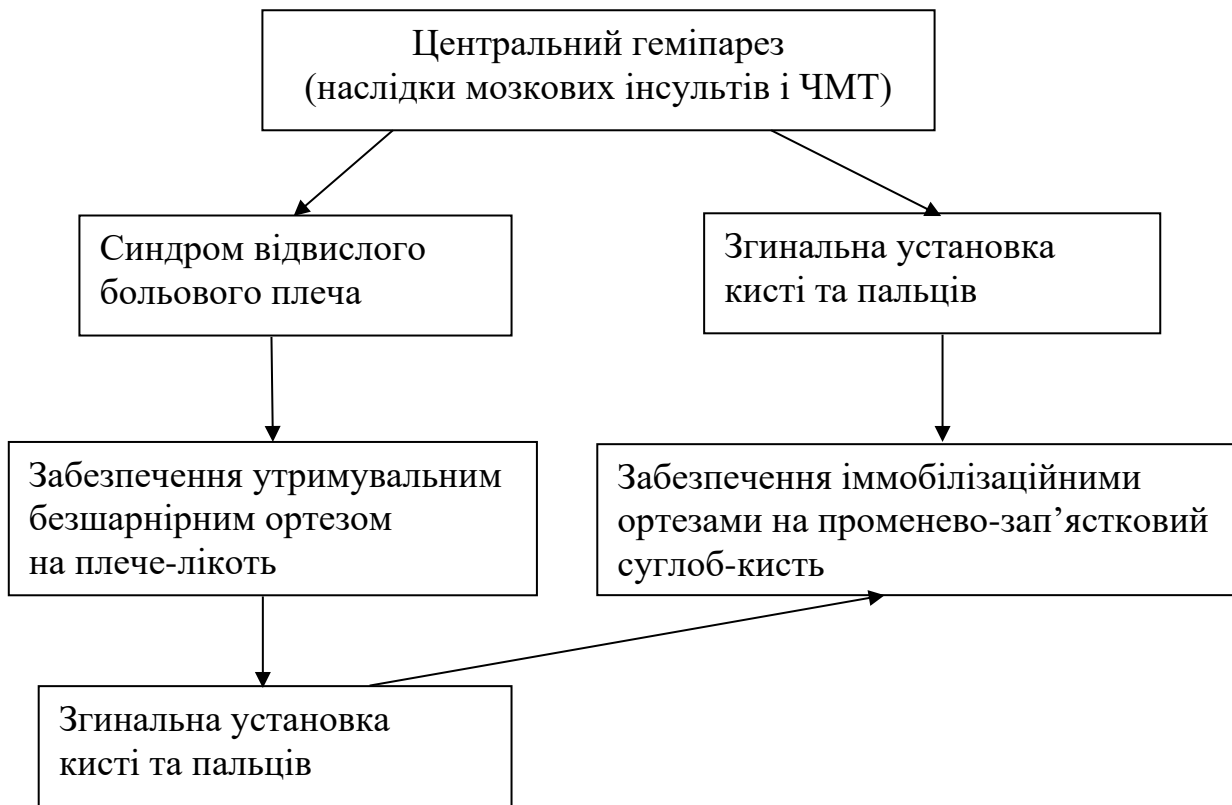 Центральний геміпарез
(наслідки мозкових інсультів і ЧМТ)
Синдром відвислого
больового плеча
Згинальна установка
кисті та пальців
Забезпечення утримувальним
безшарнірним ортезом
на плече-лікоть
Забезпечення іммобілізаційними
ортезами на променево-зап’ястковий
суглоб-кисть
Згинальна установка
кисті та пальців